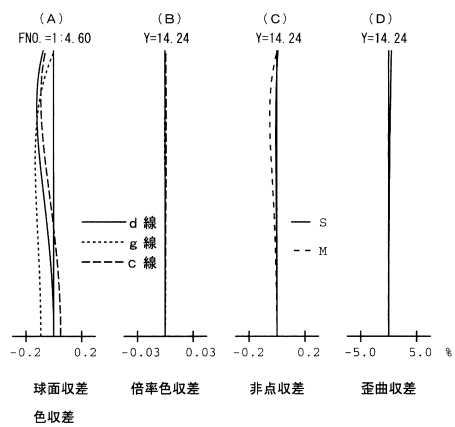 (A) (B) (C) (D)
FNO.=1:4.60 Y=14.24 Y=14.24 Y=14.24
d 線
g 線
c 線
S
M
-0.2 0.2 -0.03 0.03 -0.2 0.2 -5.0 5.0 %
球面収差 倍率色収差 非点収差 歪曲収差
色収差